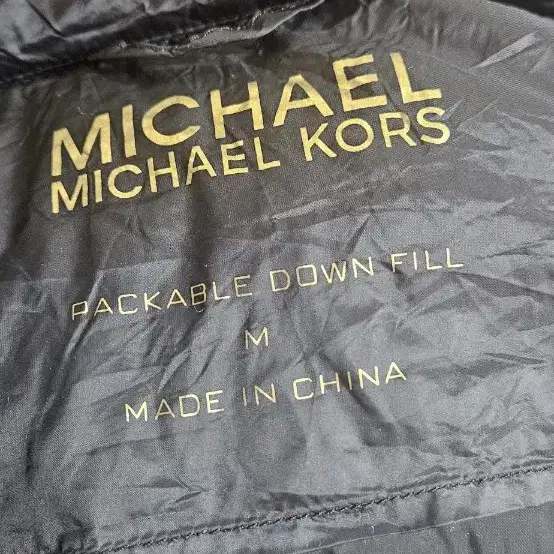 MICHAEL
MICHAEL KORS
PACKABLE DOWN FILL
M
MADE IN CHINA